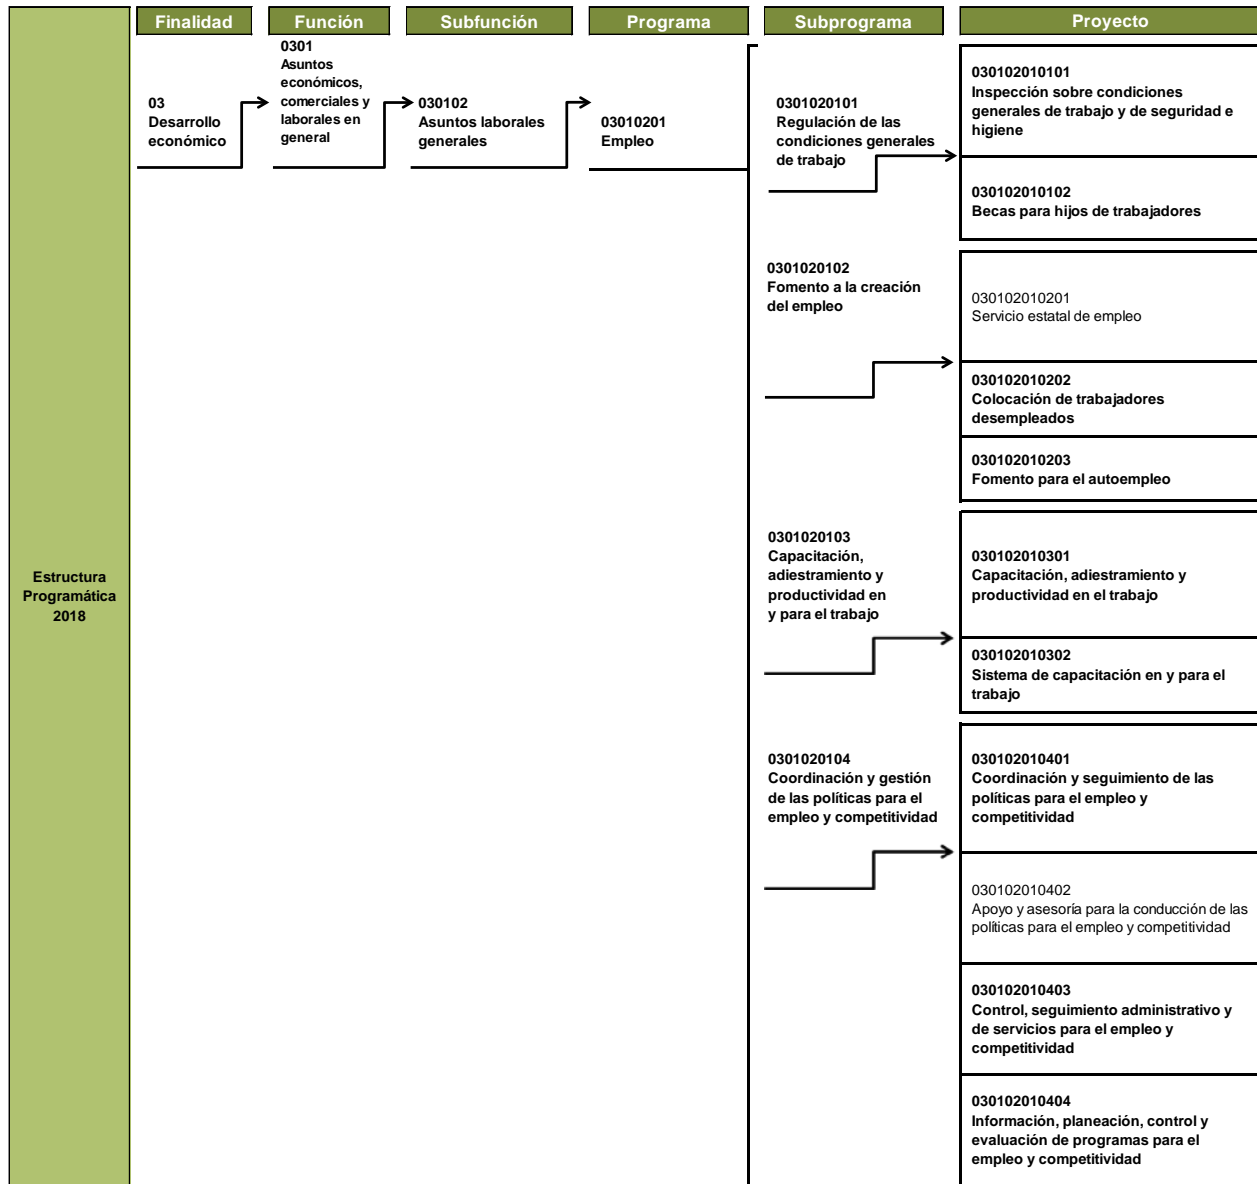 Finalidad
Función
Subfunción
Programa
Subprograma
Proyecto
Estructura
Programática
2018
03
Desarrollo
económico
0301
Asuntos
económicos,
comerciales y
laborales en
general
030102
Asuntos laborales
generales
03010201
Empleo
0301020101
Regulación de las
condiciones generales
de trabajo
030102010101
Inspección sobre condiciones
generales de trabajo y de seguridad e
higiene
030102010102
Becas para hijos de trabajadores
0301020102
Fomento a la creación
del empleo
030102010201
Servicio estatal de empleo
030102010202
Colocación de trabajadores
desempleados
030102010203
Fomento para el autoempleo
0301020103
Capacitación,
adiestramiento y
productividad en
y para el trabajo
030102010301
Capacitación, adiestramiento y
productividad en el trabajo
030102010302
Sistema de capacitación en y para el
trabajo
0301020104
Coordinación y gestión
de las políticas para el
empleo y competitividad
030102010401
Coordinación y seguimiento de las
políticas para el empleo y
competitividad
030102010402
Apoyo y asesoría para la conducción de las
políticas para el empleo y competitividad
030102010403
Control, seguimiento administrativo y
de servicios para el empleo y
competitividad
030102010404
Información, planeación, control y
evaluación de programas para el
empleo y competitividad